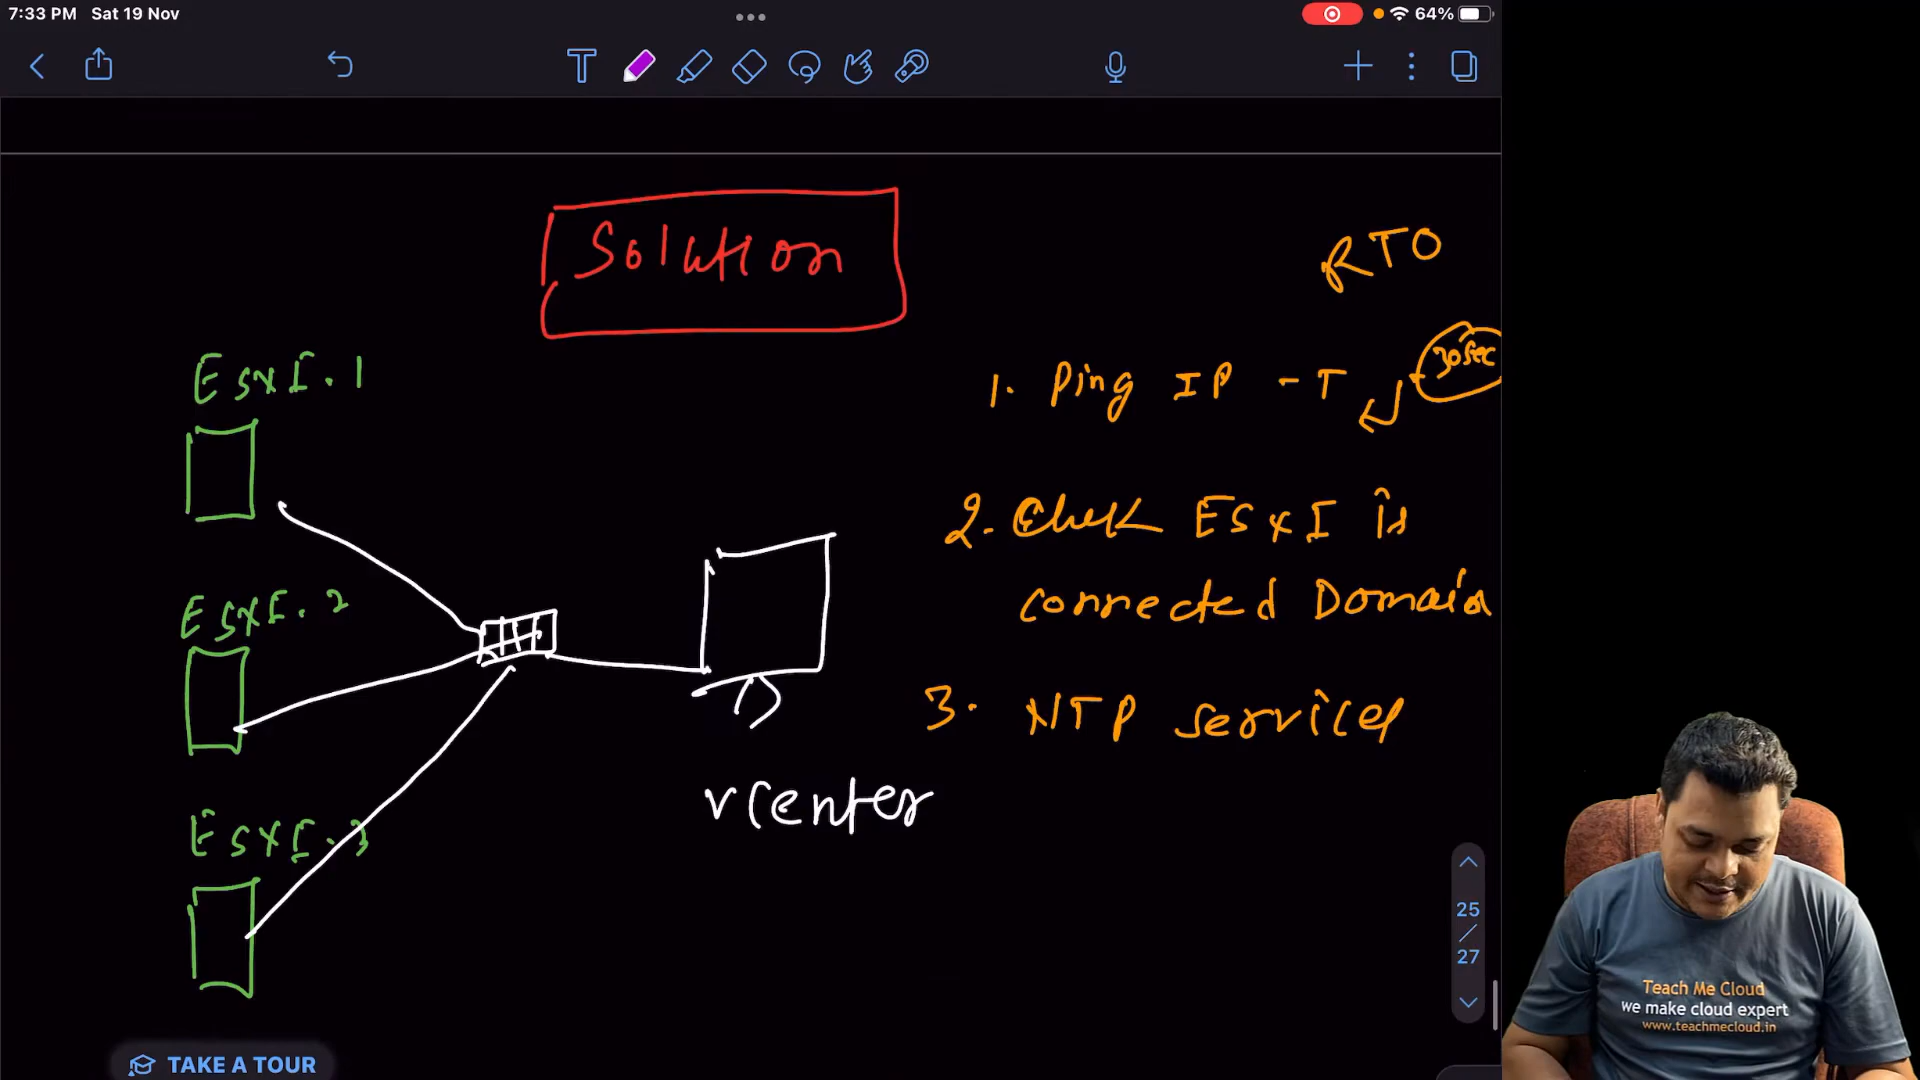 7:33 PM Sat 19 Nov
64%
Solution
RTO
ESXI.1
1. Ping IP -T
30sec
2. Chek ESXI is
connected Domain
ESXI.2
3. NTP services
vcenter
ESXI.3
25
/
27
TAKE A TOUR
Teach Me Cloud
we make cloud expert
www.teachmecloud.in